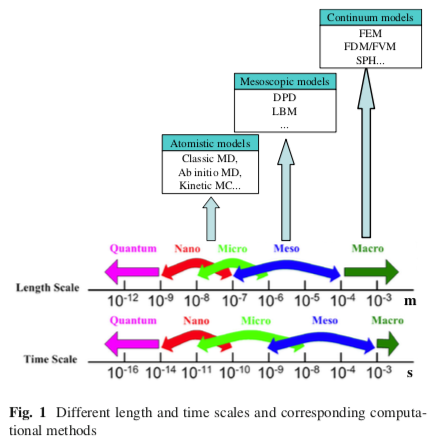 Continuum models
FEM
FDM/FVM
SPH...
Mesoscopic models
DPD
LBM
...
Atomistic models
Classic MD,
Ab initio MD,
Kinetic MC...
Quantum Nano Micro Meso Macro
Length Scale
10-12 10-9 10-8 10-7 10-6 10-5 10-4 10-3 m
Quantum Nano Micro Meso Macro
Time Scale
10-16 10-14 10-11 10-10 10-9 10-8 10-4 10-3 s
Fig. 1 Different length and time scales and corresponding computa-
tional methods